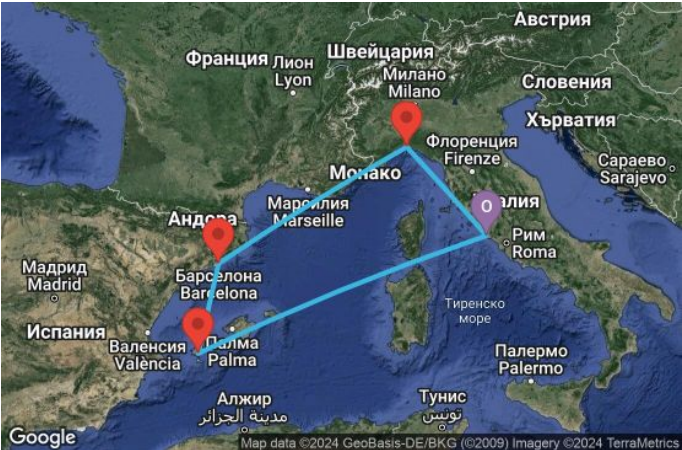 Австрия
Франция
Лион
Lyon
Швейцария
Милано
Milano
Словения
Хърватия
Флоренция
Firenze
Сараево
Sarajevo
Монако
Марсилия
Marseille
Андора
алия
О
Рим
Roma
Мадрид
Madrid
Барселона
Barcelona
Тиренско
море
Испания
Валенсия
València
Палма
Palma
Палермо
Palermo
Алжир
مدينة الجزائر
Тунис
تونس
Google
Map data ©2024 GeoBasis-DE/BKG (©2009) Imagery ©2024 TerraMetrics